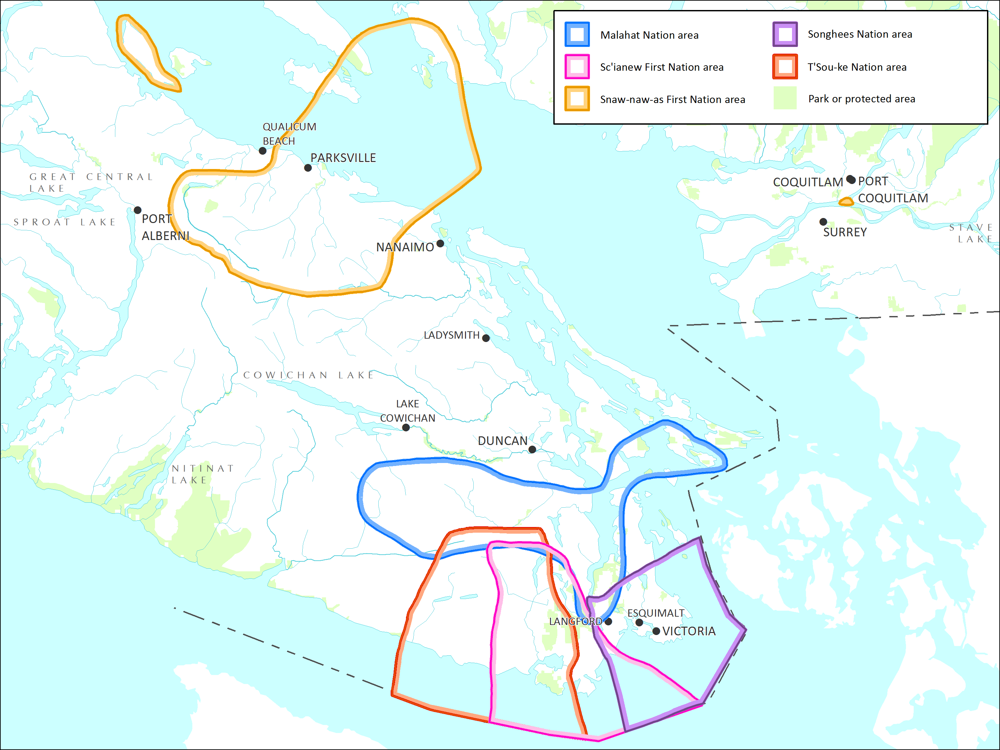 Malahat Nation area
Sc'ianew First Nation area
Snaw-naw-as First Nation area
Songhees Nation area
T'Sou-ke Nation area
Park or protected area
QUALICUM
BEACH
PARKSVILLE
GREAT CENTRAL
LAKE
SPROAT LAKE
PORT
ALBERNI
NANAIMO
COQUITLAM
PORT
COQUITLAM
SURREY
STAVE
LAKE
LADYSMITH
COWICHAN LAKE
LAKE
COWICHAN
DUNCAN
NITINAT
LAKE
LANGFORD
ESQUIMALT
VICTORIA